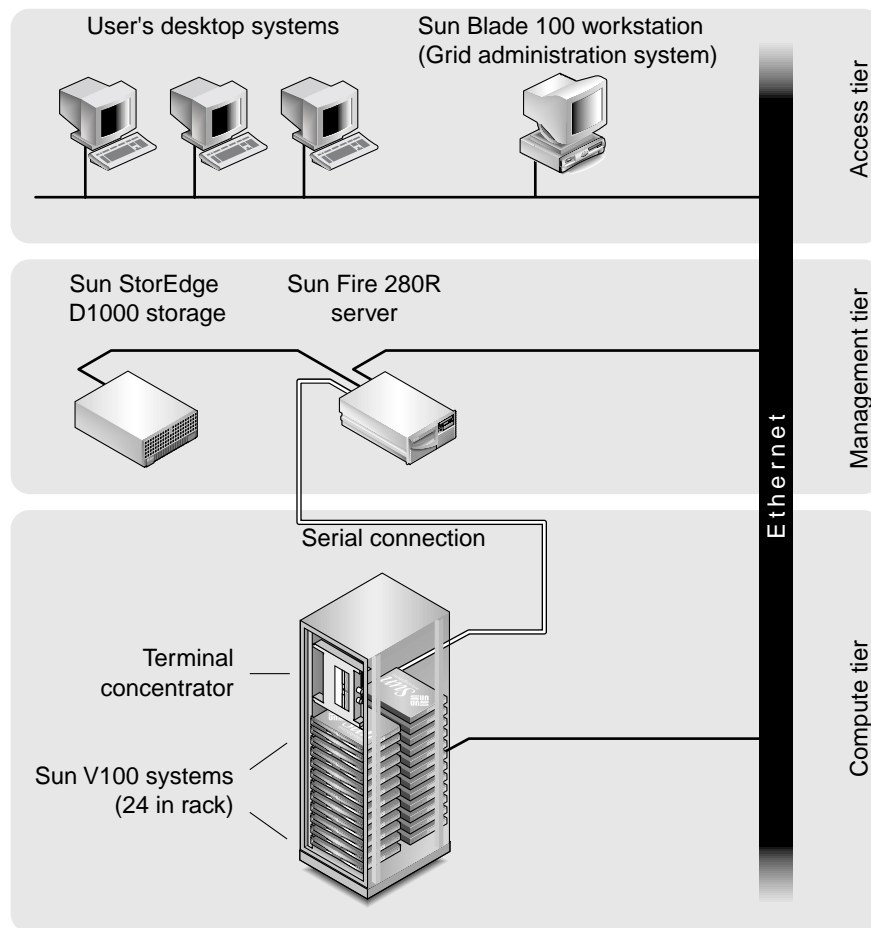 User's desktop systems
Sun Blade 100 workstation
(Grid administration system)
Access tier
Sun StorEdge
D1000 storage
Sun Fire 280R
server
Management tier
Ethernet
Serial connection
Terminal
concentrator
Sun V100 systems
(24 in rack)
Compute tier
Sun